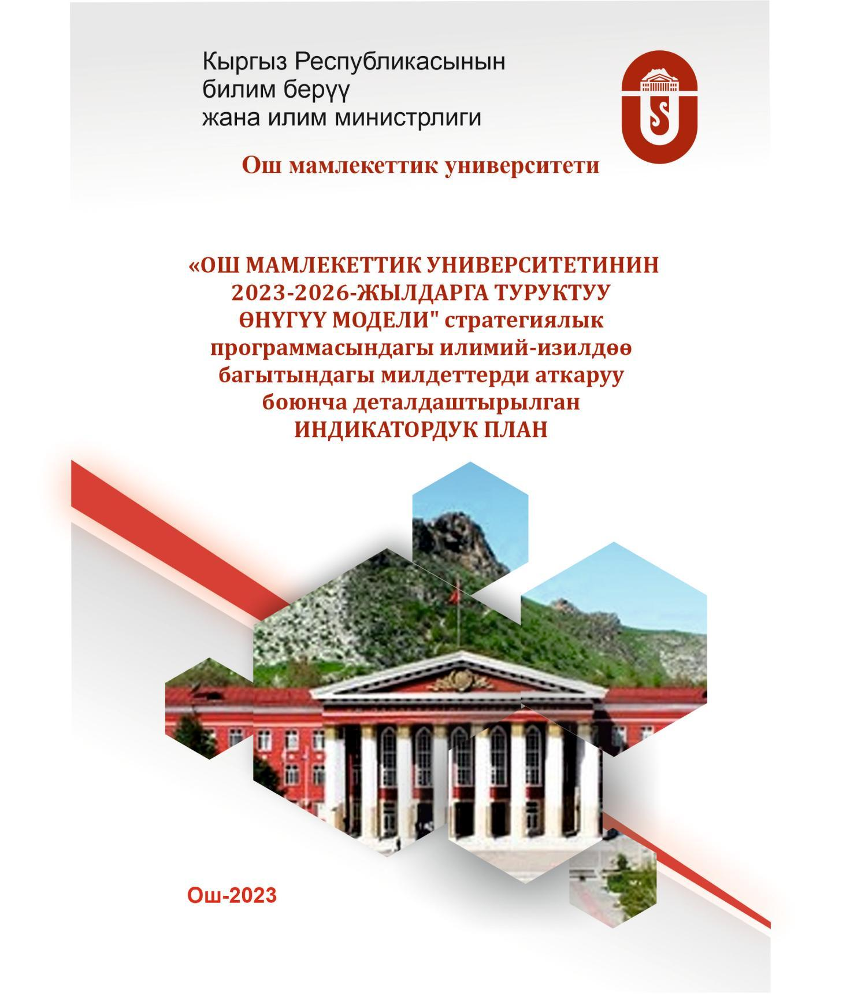 Кыргыз Республикасынын
билим берүү
жана илим министрлиги
Ош мамлекеттик университети
«ОШ МАМЛЕКЕТТИК УНИВЕРСИТЕТИНИН
2023-2026-ЖЫЛДАРГА ТУРУКТУУ
ӨНҮГҮҮ МОДЕЛИ" стратегиялык
программасындагы илимий-изилдөө
багытындагы милдеттерди аткаруу
боюнча деталдаштырылган
ИНДИКАТОРДУК ПЛАН
Ош-2023